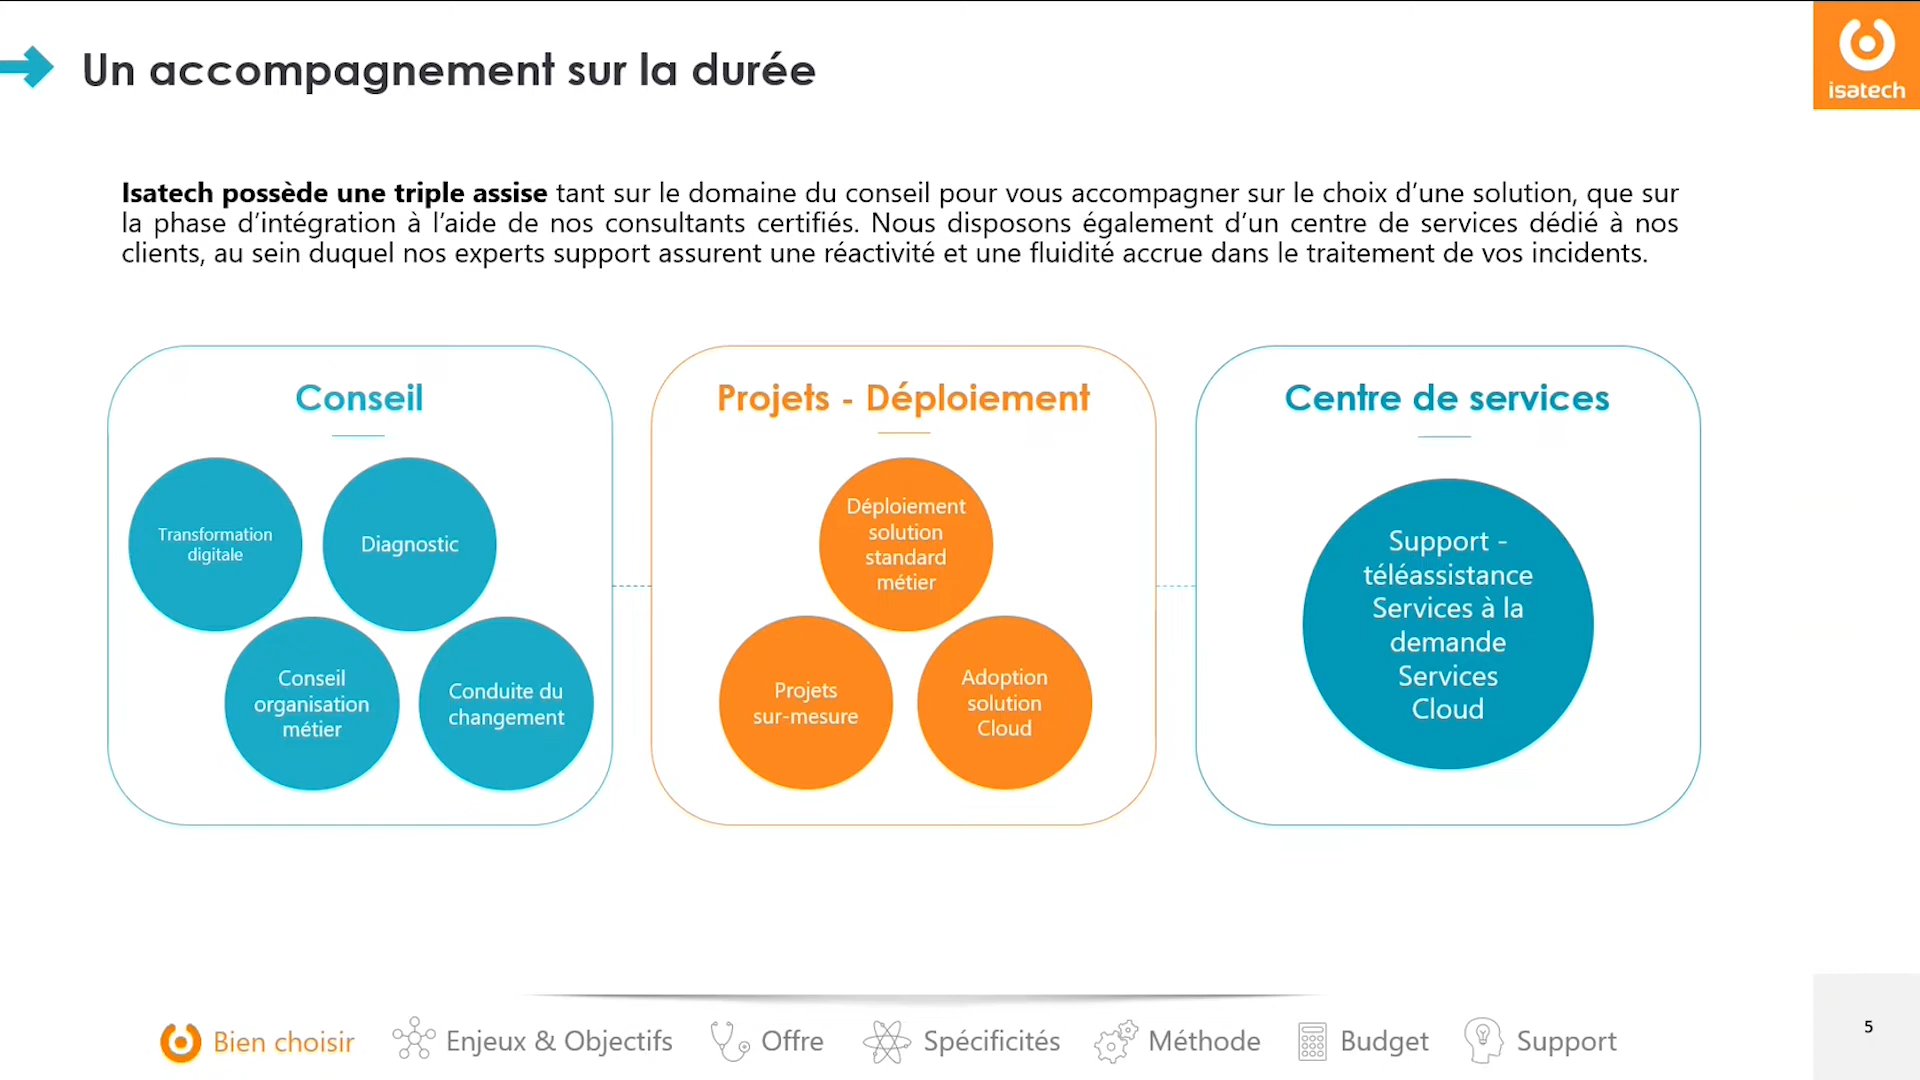 Un accompagnement sur la durée
isatech
Isatech possède une triple assise tant sur le domaine du conseil pour vous accompagner sur le choix d’une solution, que sur
la phase d’intégration à l’aide de nos consultants certifiés. Nous disposons également d’un centre de services dédié à nos
clients, au sein duquel nos experts support assurent une réactivité et une fluidité accrue dans le traitement de vos incidents.
Conseil
Transformation
digitale
Diagnostic
Conseil
organisation
métier
Conduite du
changement
Projets - Déploiement
Déploiement
solution
standard
métier
Projets
sur-mesure
Adoption
solution
Cloud
Centre de services
Support -
téléassistance
Services à la
demande
Services
Cloud
Bien choisir
Enjeux & Objectifs
Offre
Spécificités
Méthode
Budget
Support
5